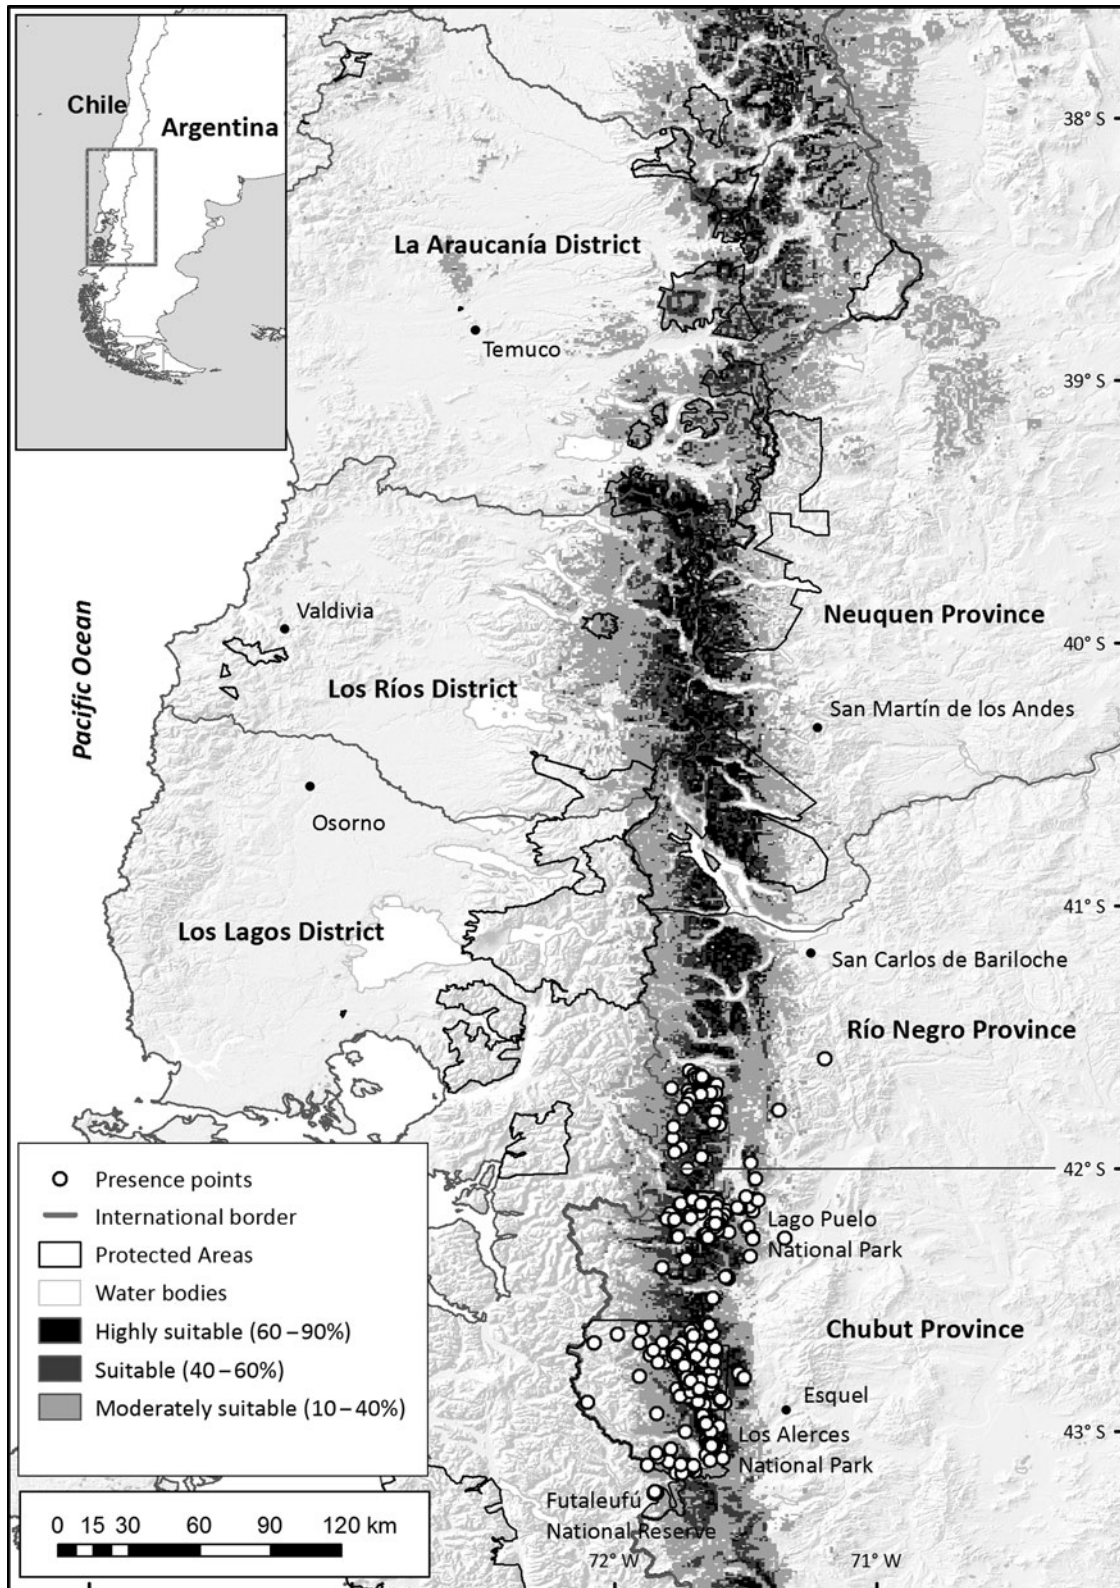 Chile
Argentina
38° S
La Araucanía District
Temuco
39° S
Pacific Ocean
Valdivia
Neuquen Province
40° S
Los Ríos District
San Martín de los Andes
Osorno
41° S
Los Lagos District
San Carlos de Bariloche
Río Negro Province
42° S
Lago Puelo
National Park
Chubut Province
Esquel
Los Alerces
National Park
43° S
Futaleufú
National Reserve
72° W
71° W
Presence points
International border
Protected Areas
Water bodies
Highly suitable (60–90%)
Suitable (40–60%)
Moderately suitable (10–40%)
0 15 30 60 90 120 km